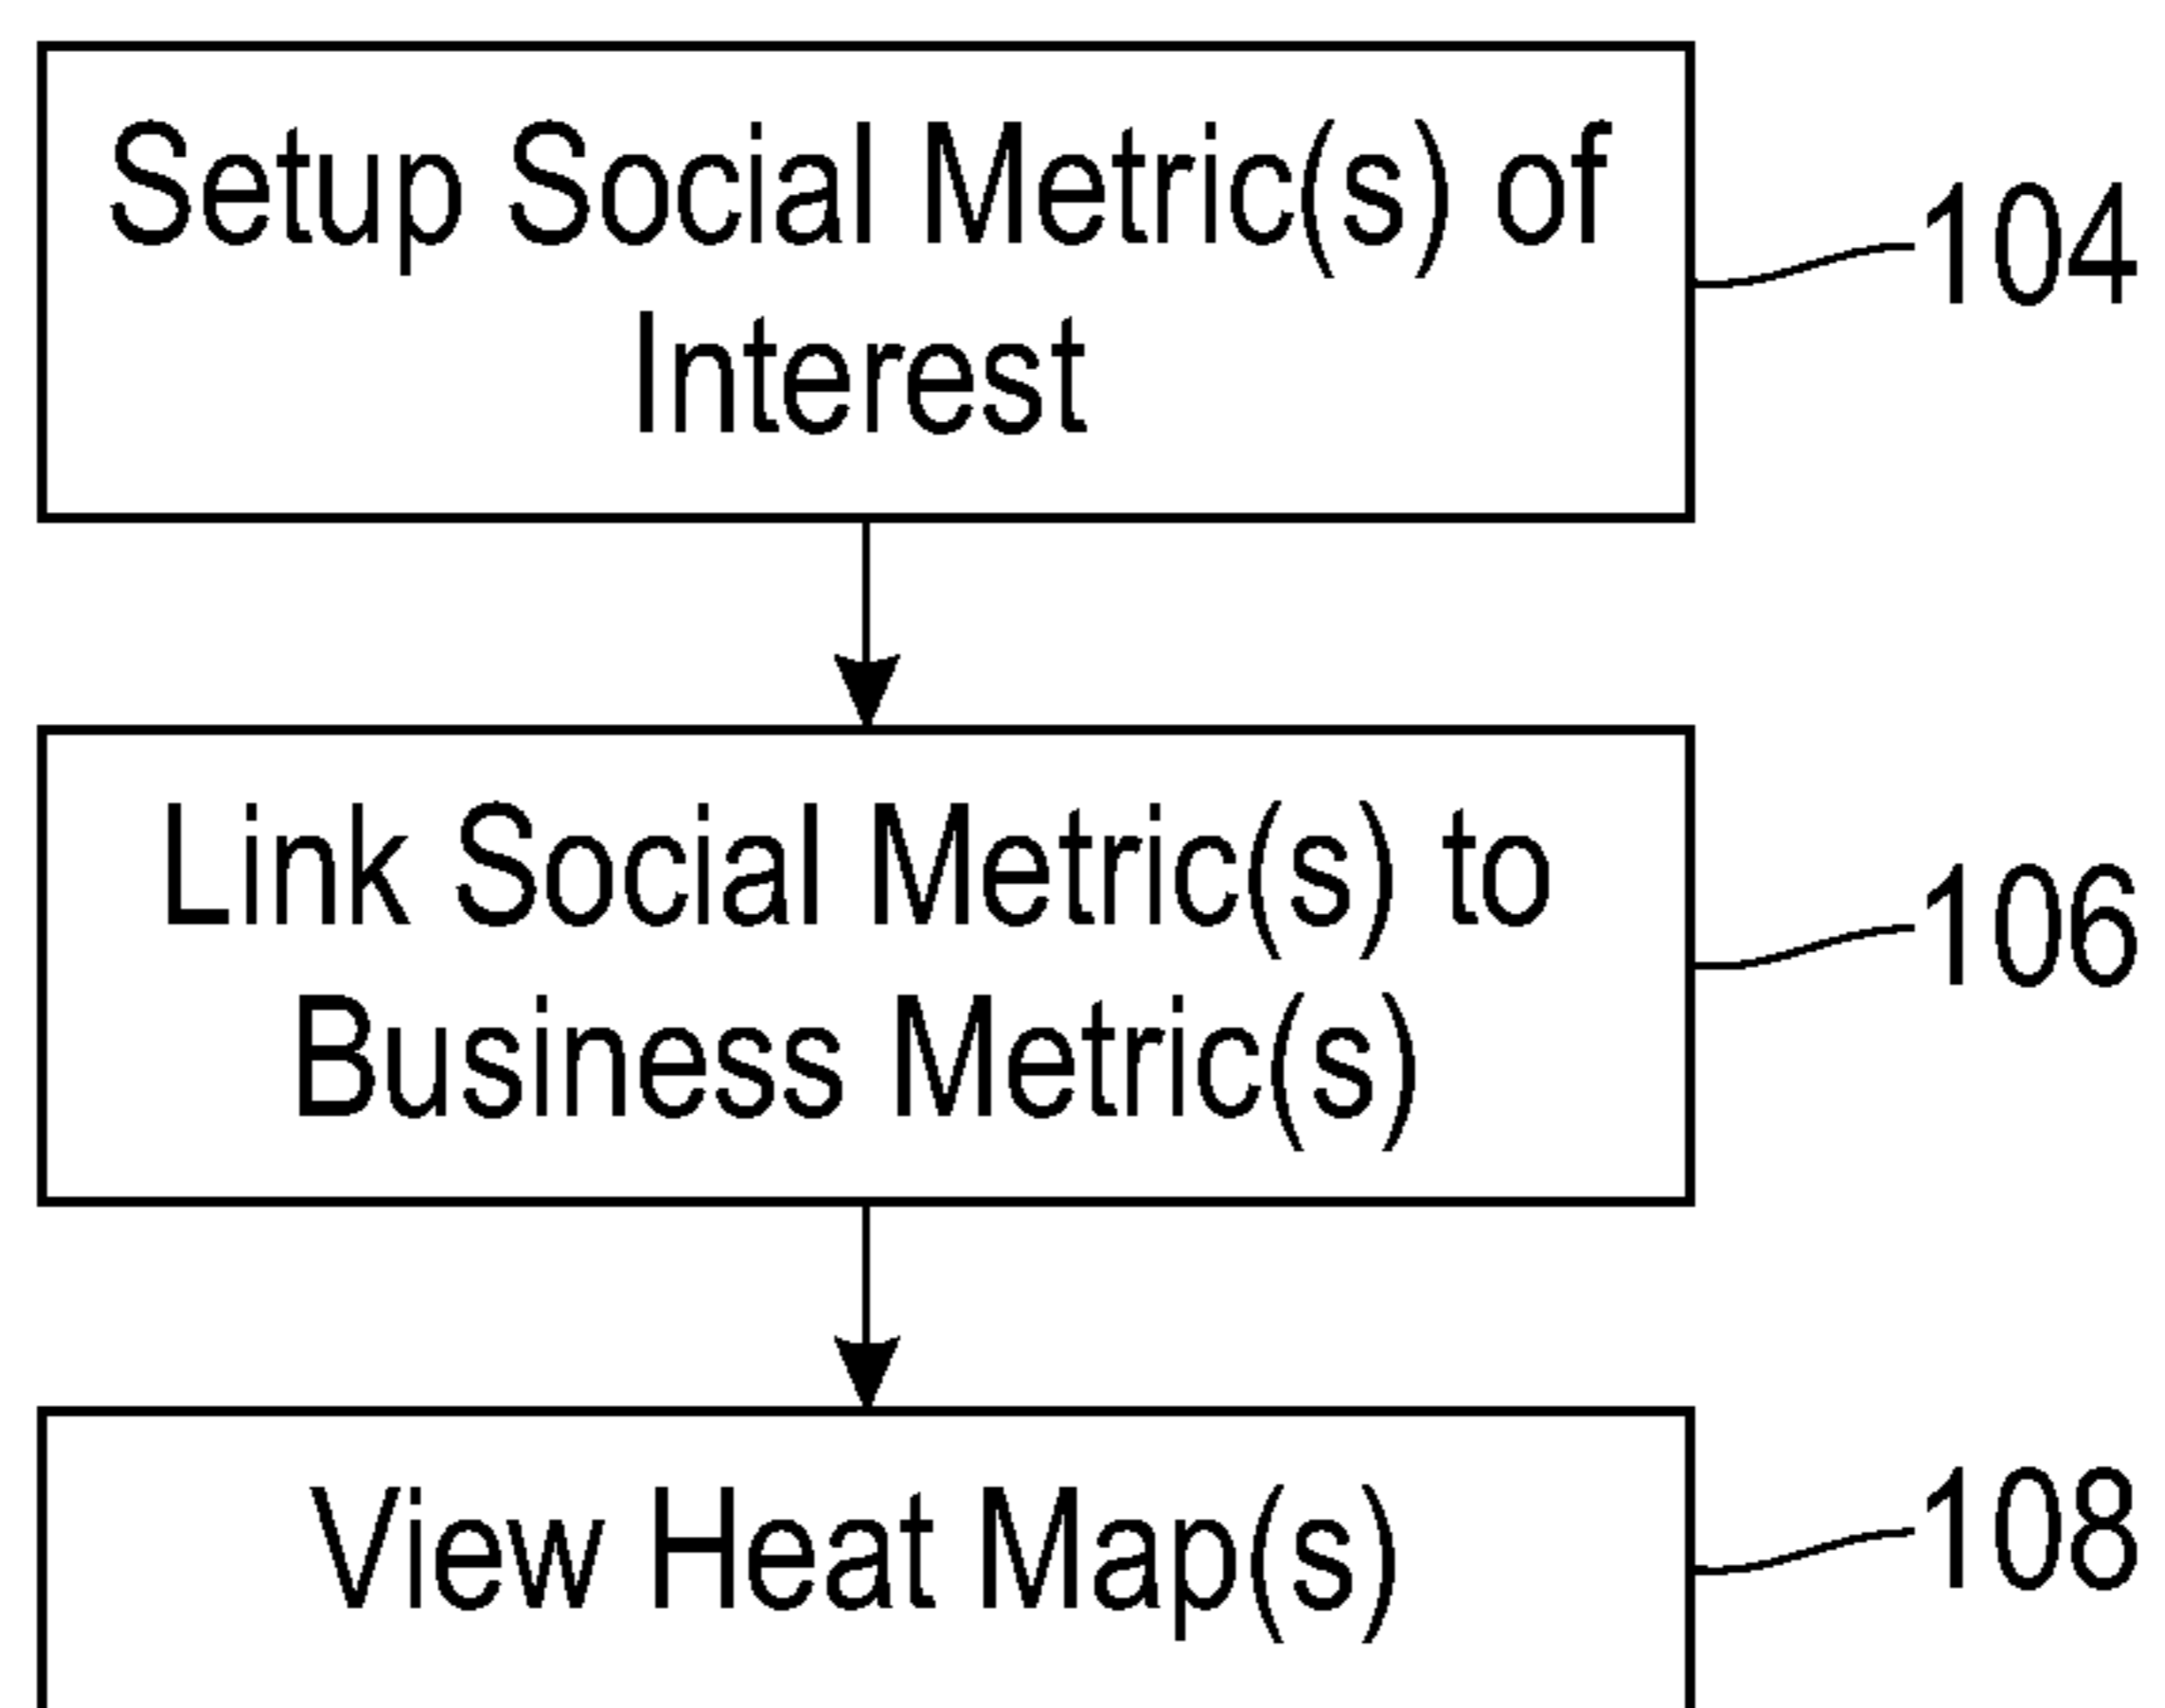 Setup Social Metric(s) of
Interest
104
Link Social Metric(s) to
Business Metric(s)
106
View Heat Map(s)
108